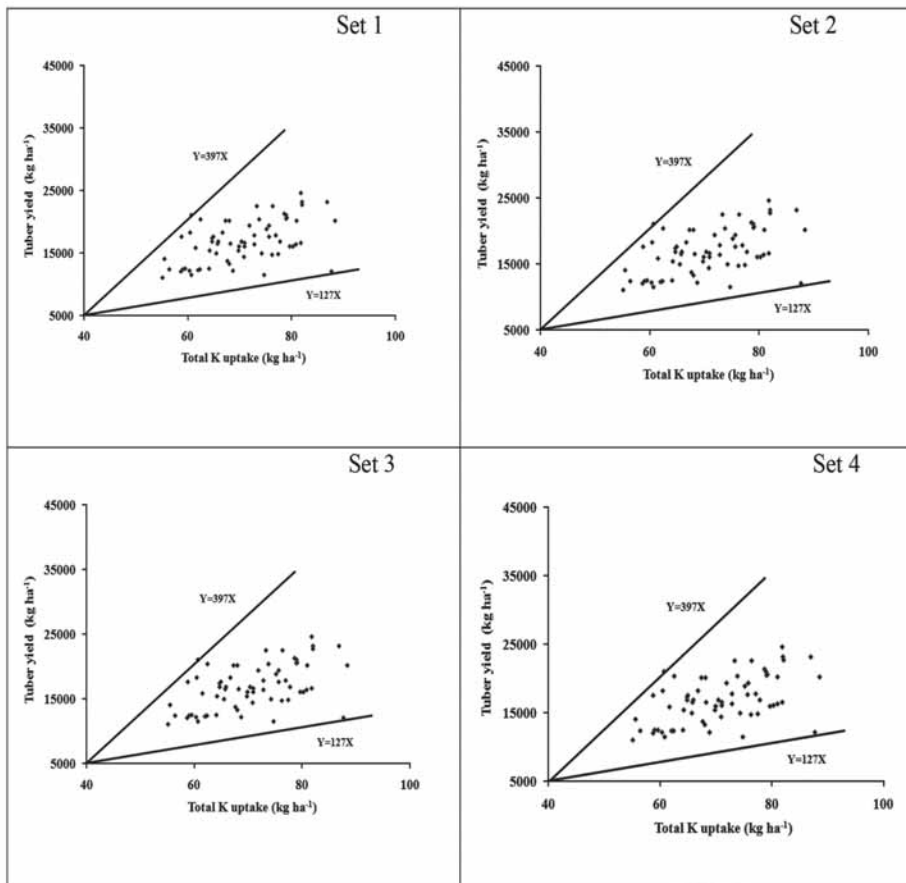 Set 1
45000
35000
25000
15000
5000
Tuber yield (kg ha⁻¹)
Y=397X
Y=127X
40 60 80 100
Total K uptake (kg ha⁻¹)
Set 2
45000
35000
25000
15000
5000
Tuber yield (kg ha⁻¹)
Y=397X
Y=127X
40 60 80 100
Total K uptake (kg ha⁻¹)
Set 3
45000
35000
25000
15000
5000
Tuber yield (kg ha⁻¹)
Y=397X
Y=127X
40 60 80 100
Total K uptake (kg ha⁻¹)
Set 4
45000
35000
25000
15000
5000
Tuber yield (kg ha⁻¹)
Y=397X
Y=127X
40 60 80 100
Total K uptake (kg ha⁻¹)